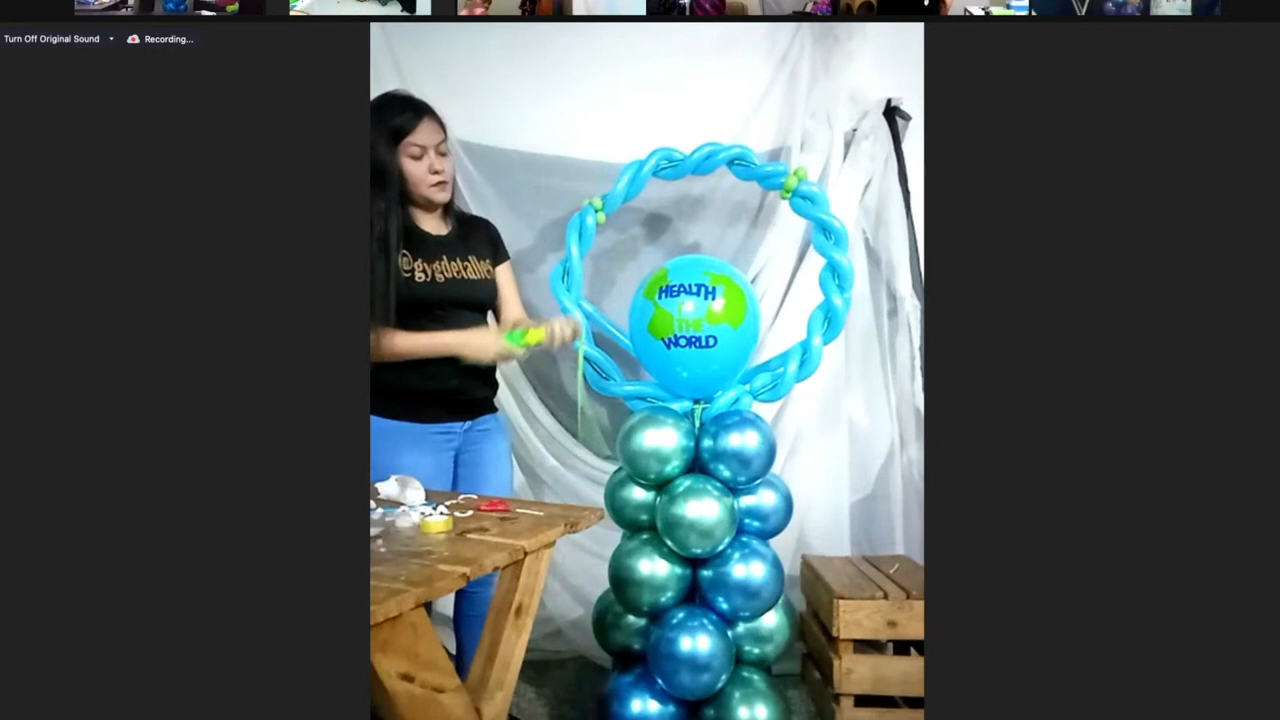 Turn Off Original Sound
Recording...
@gygdetalles
HEALTH
THE
WORLD